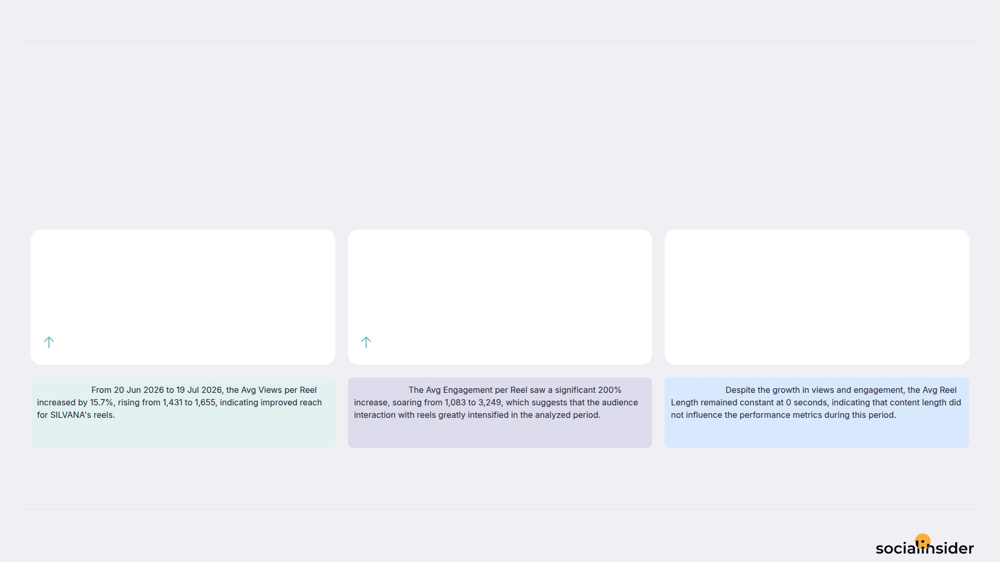 From 20 Jun 2026 to 19 Jul 2026, the Avg Views per Reel
increased by 15.7%, rising from 1,431 to 1,655, indicating improved reach
for SILVANA's reels.
The Avg Engagement per Reel saw a significant 200%
increase, soaring from 1,083 to 3,249, which suggests that the audience
interaction with reels greatly intensified in the analyzed period.
Despite the growth in views and engagement, the Avg Reel
Length remained constant at 0 seconds, indicating that content length did
not influence the performance metrics during this period.
socialinsider